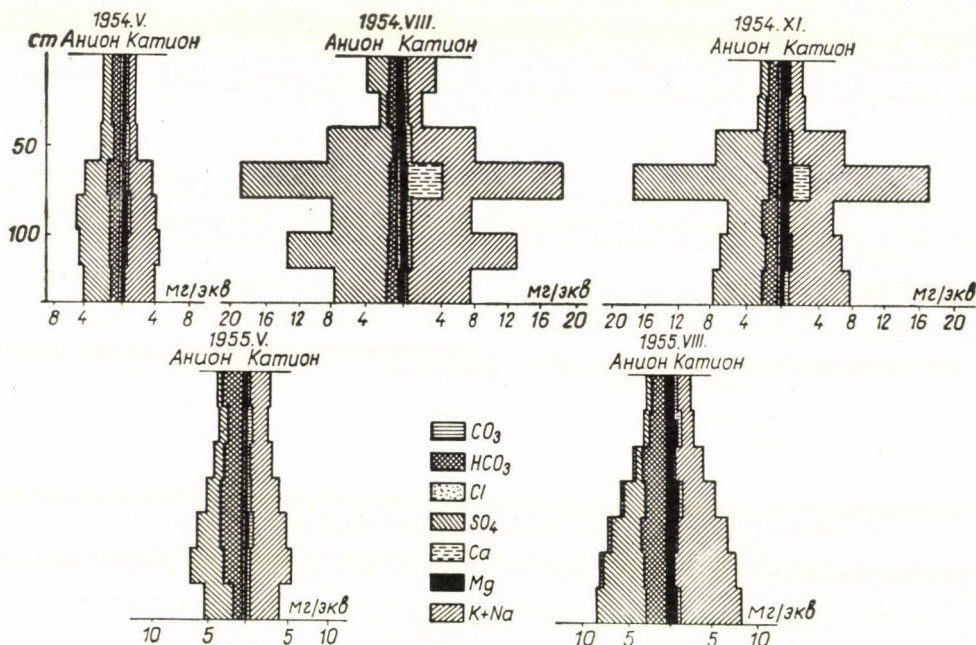 1954.V.
cm Анион Катион
50
100
мг/экв
8 4 4 8
1954.VIII.
Анион Катион
мг/экв
20 16 12 8 4 4 8 12 16 20
1954.XI.
Анион Катион
мг/экв
20 16 12 8 4 4 8 12 16 20
1955.V.
Анион Катион
мг/экв
10 5 5 10
CO₃
HCO₃
Cl
SO₄
Ca
Mg
K+Na
1955.VIII.
Анион Катион
мг/экв
10 5 5 10